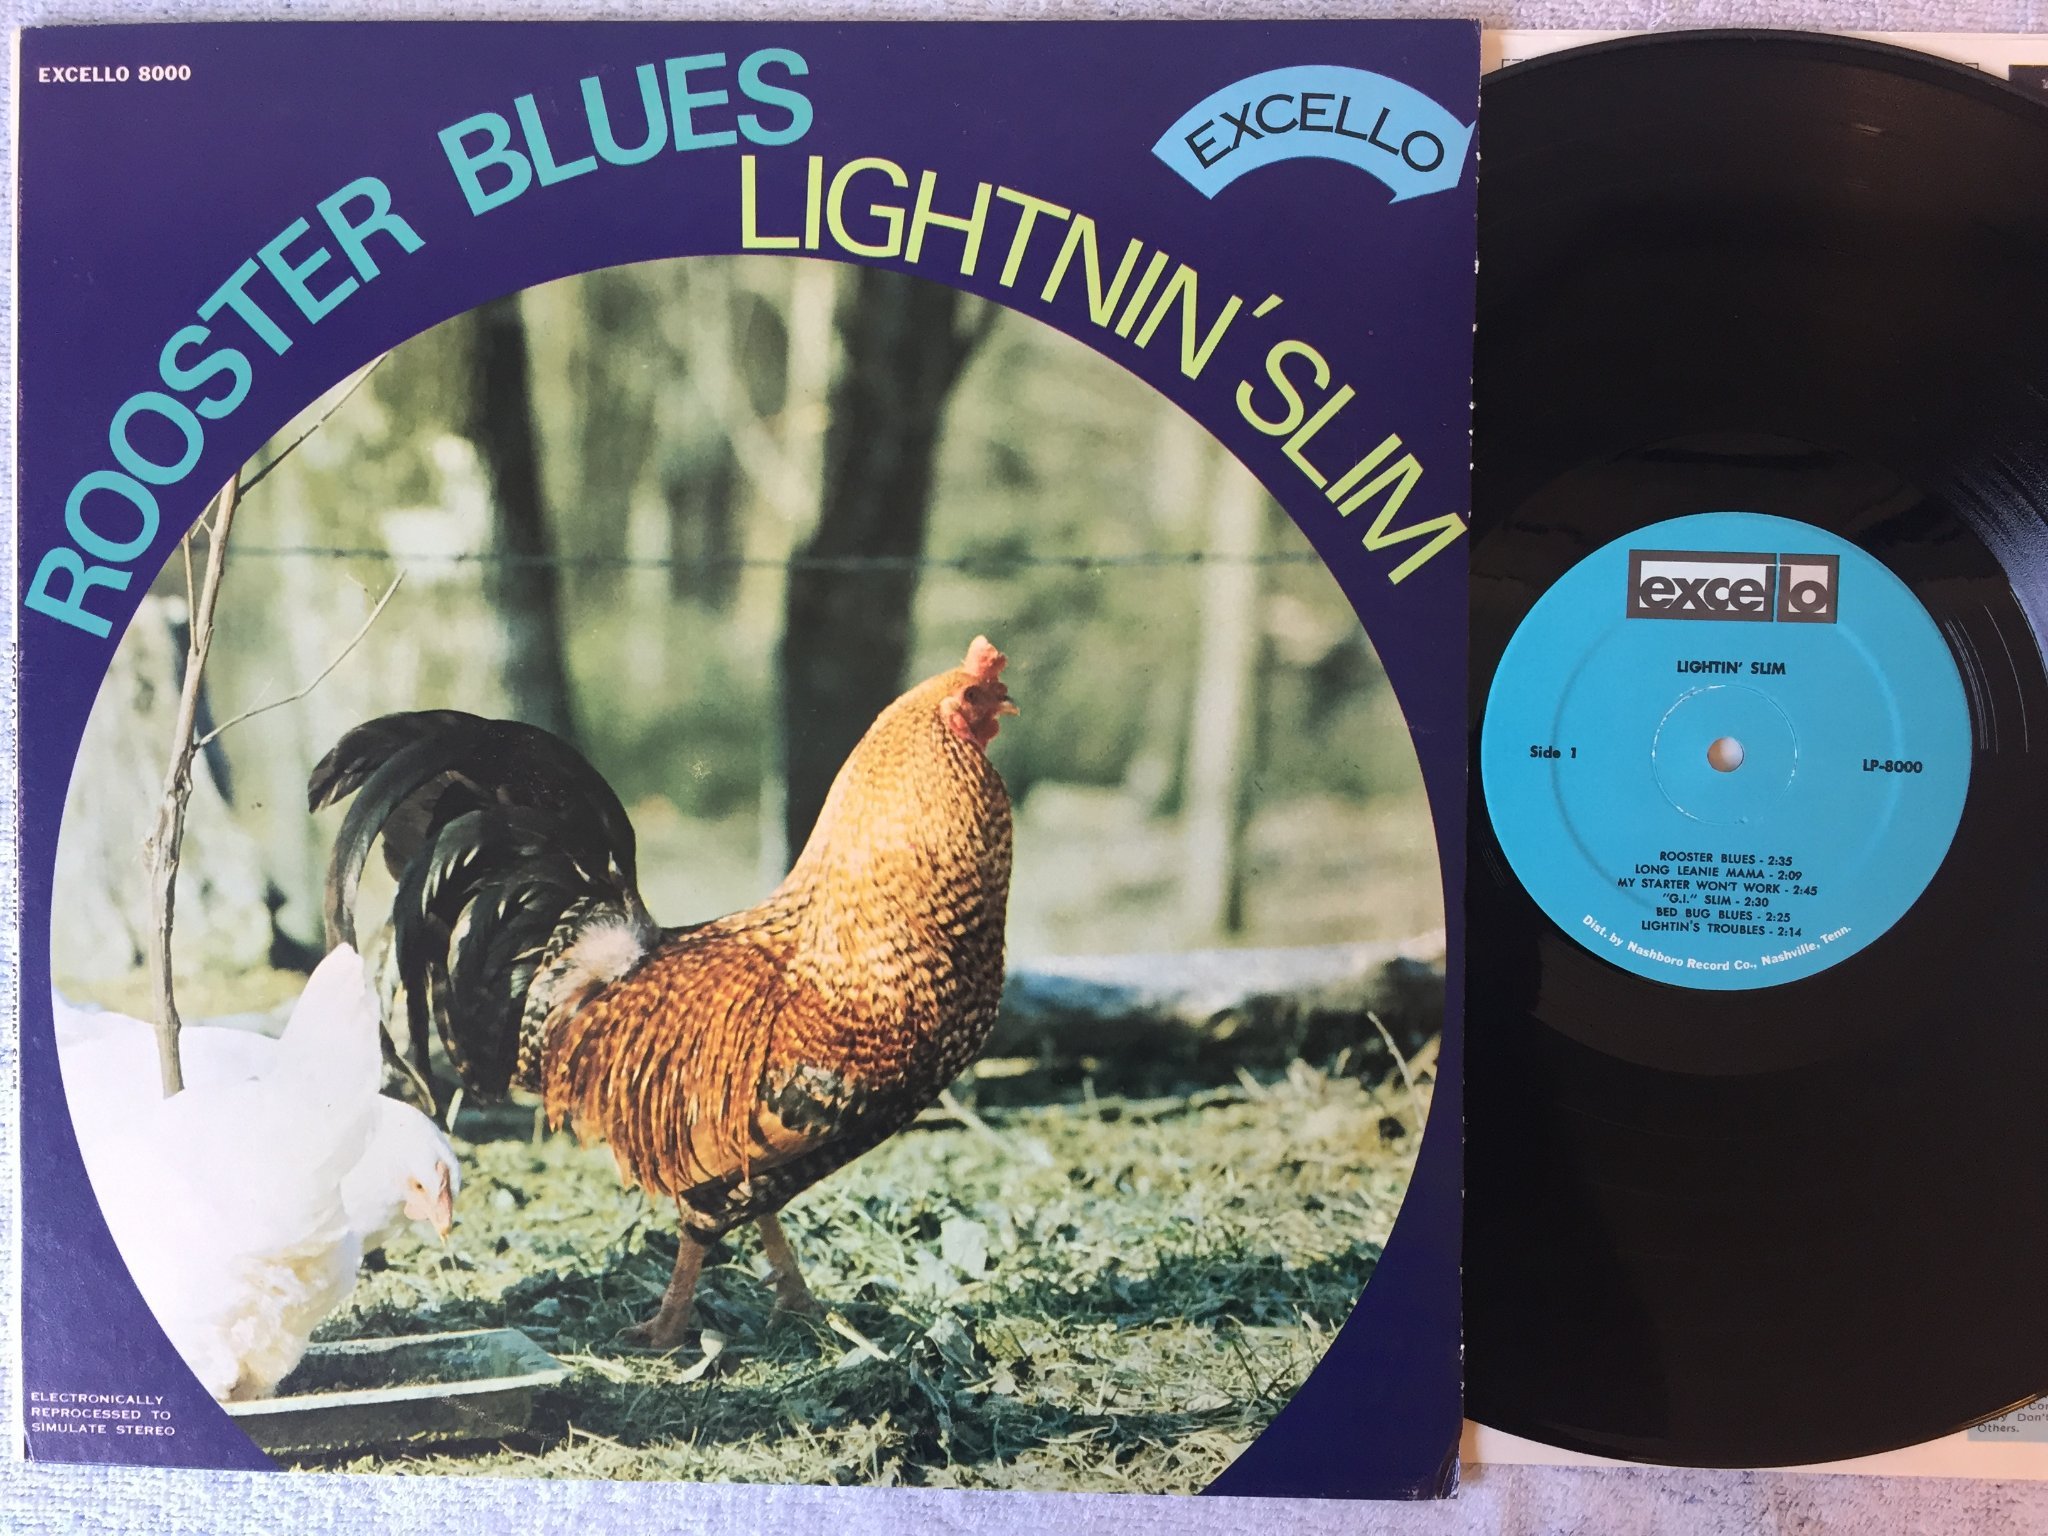 EXCELLO 8000
ROOSTER BLUES
LIGHTNIN' SLIM
EXCELLO
ELECTRONICALLY
REPROCESSED TO
SIMULATE STEREO
excello
LIGHTIN' SLIM
Side 1
LP-8000
ROOSTER BLUES - 2:35
LONG LEANIE MAMA - 2:09
MY STARTER WON'T WORK - 2:45
"G.I." SLIM - 2:30
BED BUG BLUES - 2:25
LIGHTIN'S TROUBLES - 2:14
Dist. by Nashboro Record Co., Nashville, Tenn.
Don't
Others.